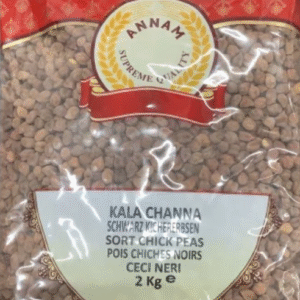 ANNAM
SUPREME QUALITY
KALA CHANNA
SCHWARZ KICHERERBSEN
SORT CHICK PEAS
POIS CHICHES NOIRS
CECI NERI
2 Kg e